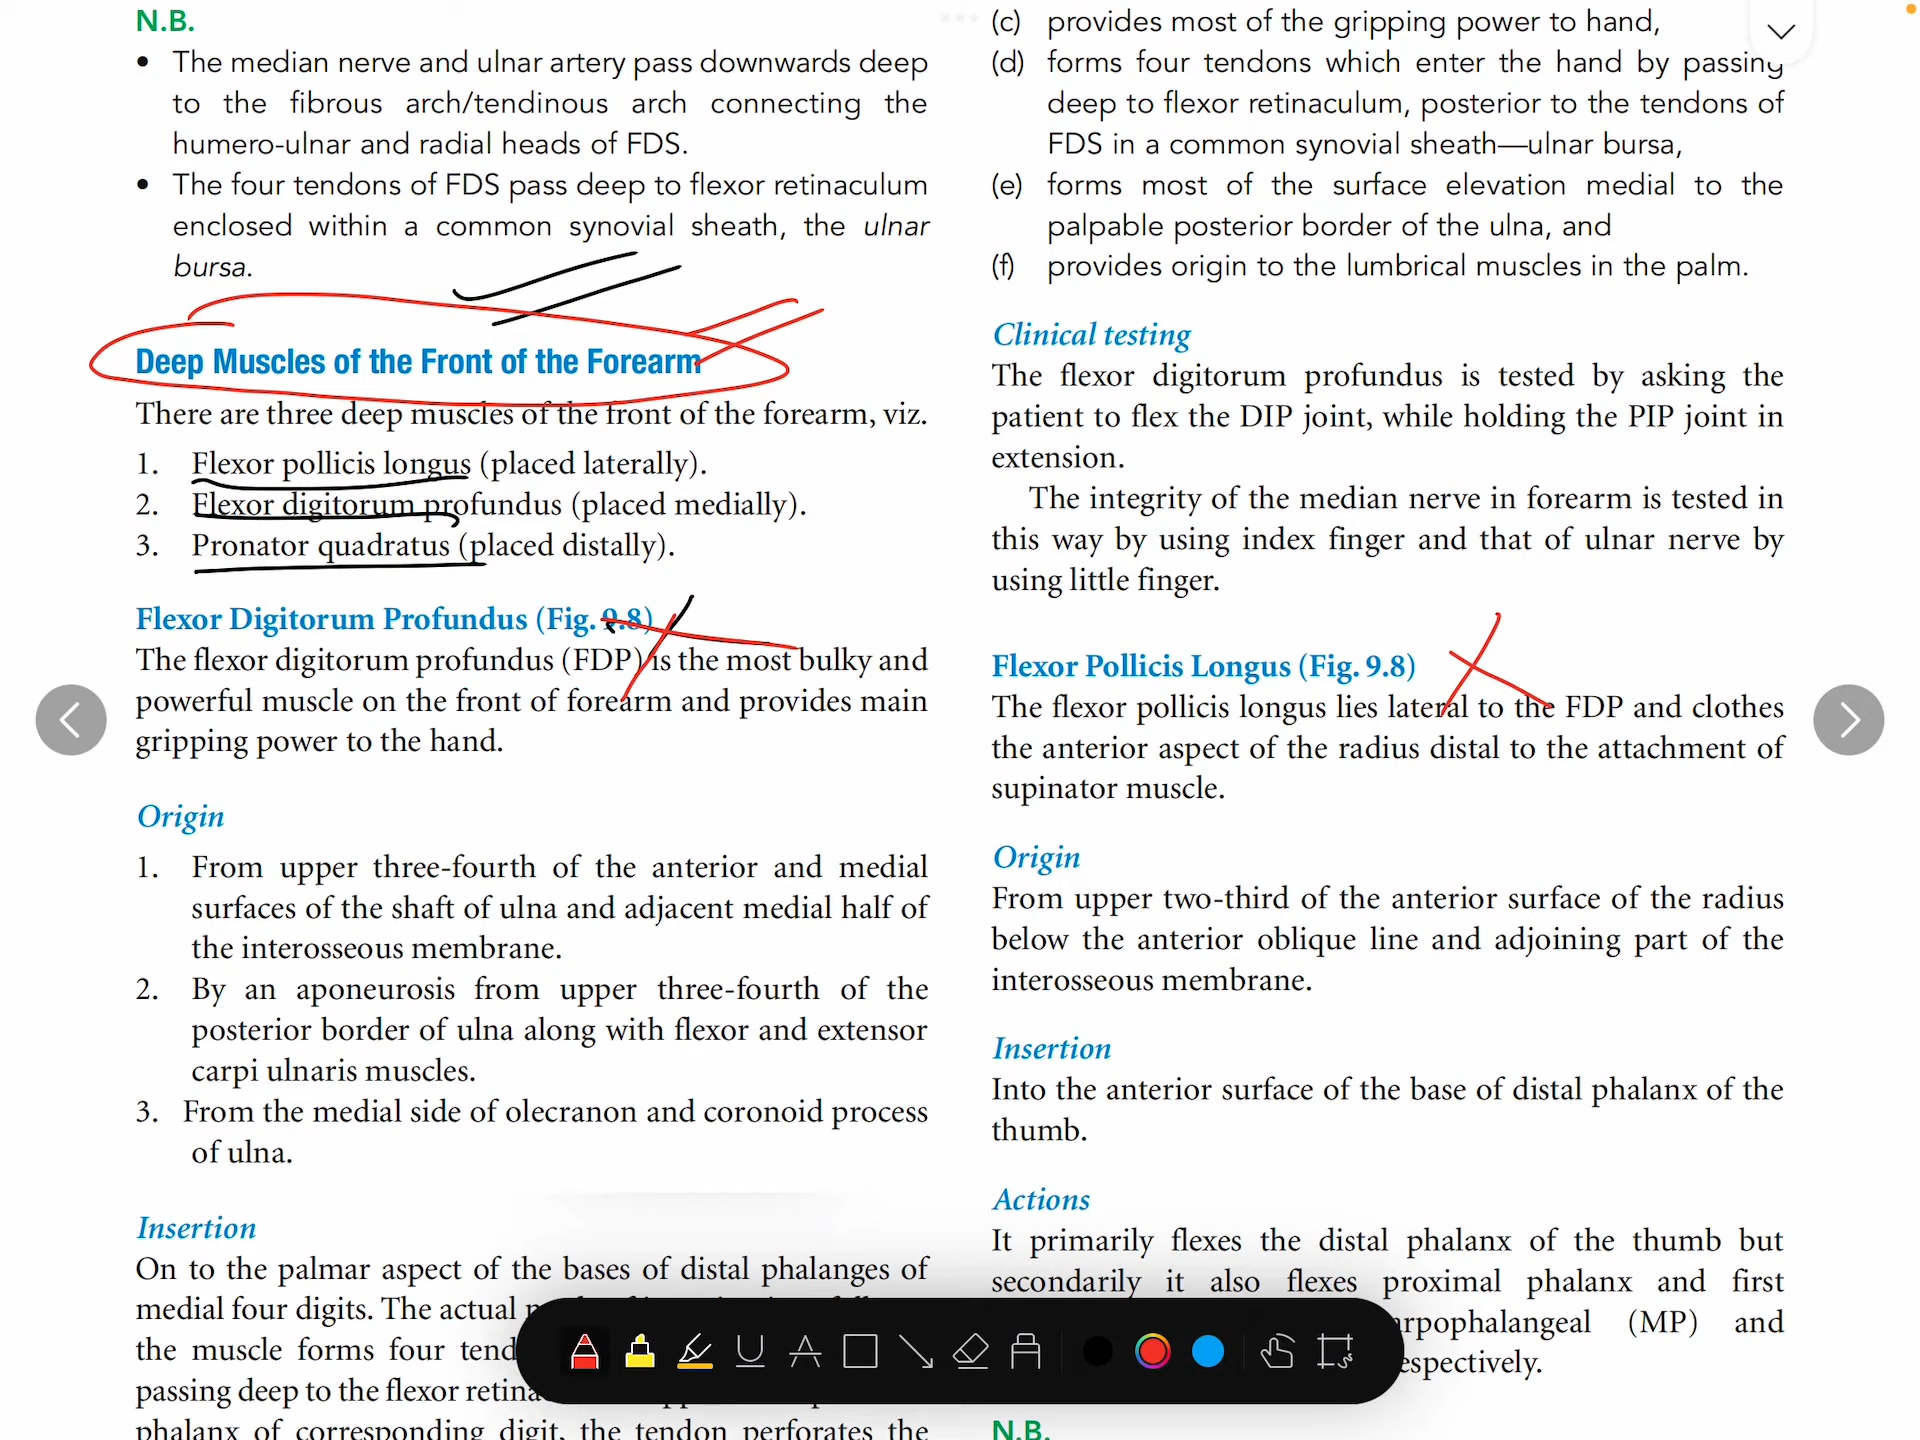 N.B.
• The median nerve and ulnar artery pass downwards deep
to the fibrous arch/tendinous arch connecting the
humero-ulnar and radial heads of FDS.
• The four tendons of FDS pass deep to flexor retinaculum
enclosed within a common synovial sheath, the ulnar
bursa.
Deep Muscles of the Front of the Forearm
There are three deep muscles of the front of the forearm, viz.
1. Flexor pollicis longus (placed laterally).
2. Flexor digitorum profundus (placed medially).
3. Pronator quadratus (placed distally).
Flexor Digitorum Profundus (Fig. 9.8)
The flexor digitorum profundus (FDP) is the most bulky and
powerful muscle on the front of forearm and provides main
gripping power to the hand.
Origin
1. From upper three-fourth of the anterior and medial
surfaces of the shaft of ulna and adjacent medial half of
the interosseous membrane.
2. By an aponeurosis from upper three-fourth of the
posterior border of ulna along with flexor and extensor
carpi ulnaris muscles.
3. From the medial side of olecranon and coronoid process
of ulna.
Insertion
On to the palmar aspect of the bases of distal phalanges of
medial four digits. The actual
the muscle forms four
passing deep to the flexor
phalanx of corresponding digit, the tendon perforates the
(c) provides most of the gripping power to hand,
(d) forms four tendons which enter the hand by passing
deep to flexor retinaculum, posterior to the tendons of
FDS in a common synovial sheath—ulnar bursa,
(e) forms most of the surface elevation medial to the
palpable posterior border of the ulna, and
(f) provides origin to the lumbrical muscles in the palm.
Clinical testing
The flexor digitorum profundus is tested by asking the
patient to flex the DIP joint, while holding the PIP joint in
extension.
The integrity of the median nerve in forearm is tested in
this way by using index finger and that of ulnar nerve by
using little finger.
Flexor Pollicis Longus (Fig. 9.8)
The flexor pollicis longus lies lateral to the FDP and clothes
the anterior aspect of the radius distal to the attachment of
supinator muscle.
Origin
From upper two-third of the anterior surface of the radius
below the anterior oblique line and adjoining part of the
interosseous membrane.
Insertion
Into the anterior surface of the base of distal phalanx of the
thumb.
Actions
It primarily flexes the distal phalanx of the thumb but
secondarily it also flexes proximal phalanx and first
arpophalangeal (MP) and
espectively.
N.B.